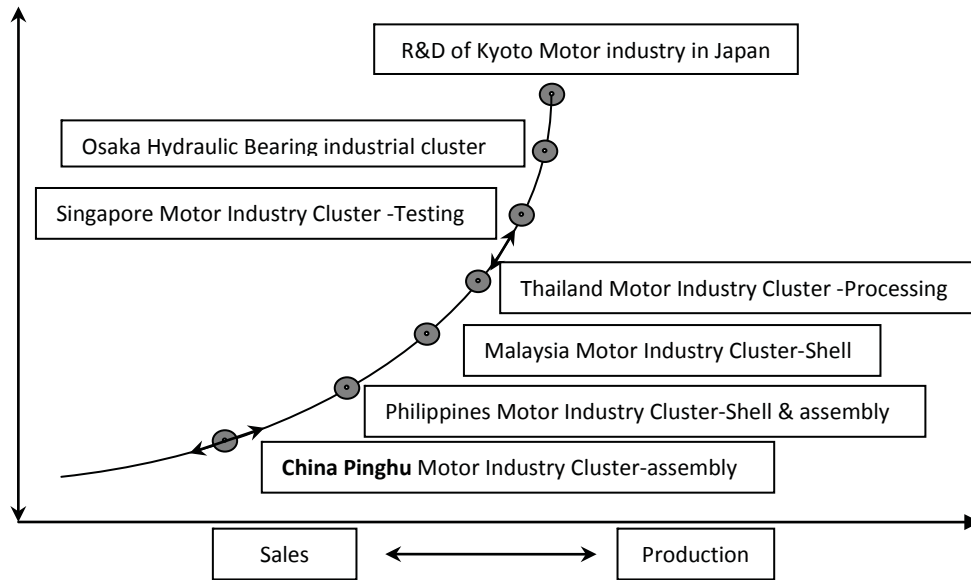 R&D of Kyoto Motor industry in Japan
Osaka Hydraulic Bearing industrial cluster
Singapore Motor Industry Cluster -Testing
Thailand Motor Industry Cluster -Processing
Malaysia Motor Industry Cluster-Shell
Philippines Motor Industry Cluster-Shell & assembly
China Pinghu Motor Industry Cluster-assembly
Sales
Production